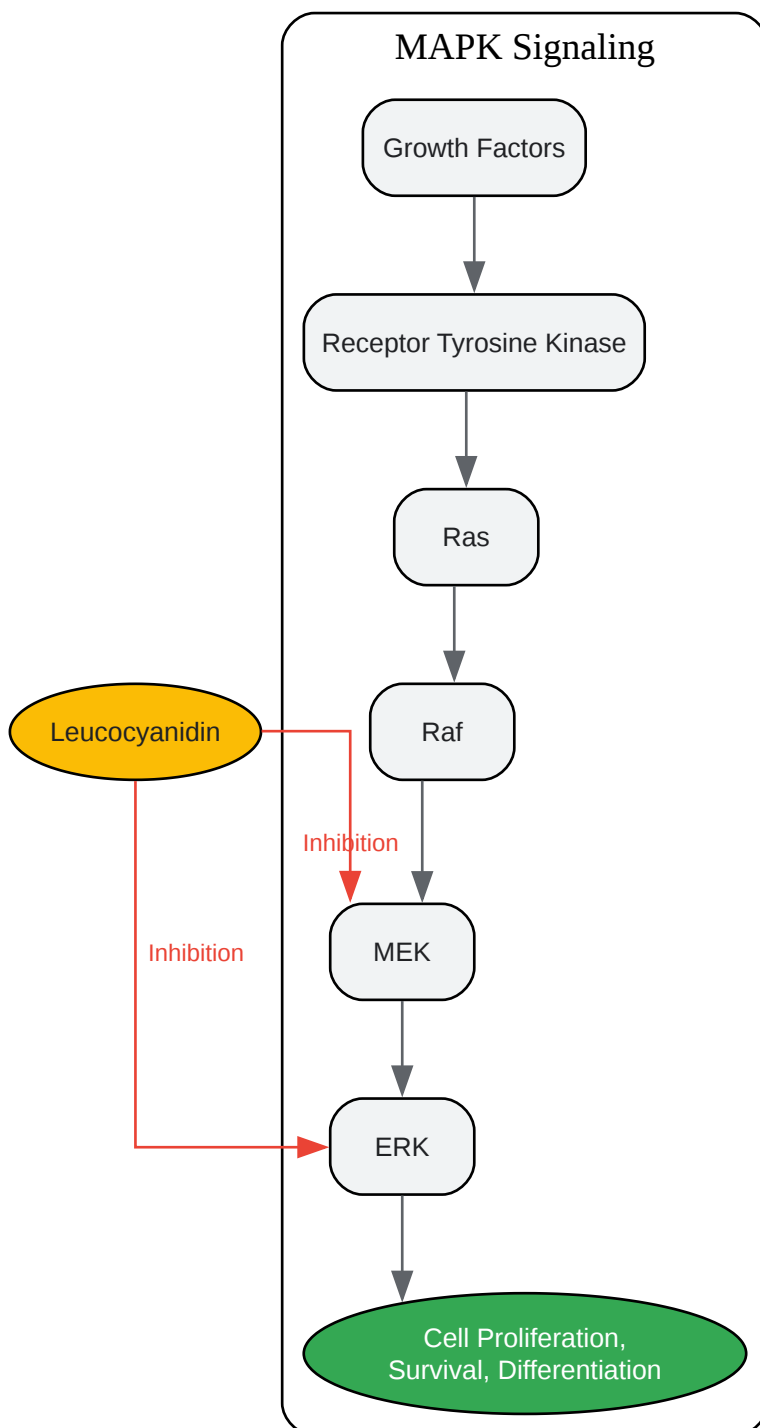 MAPK Signaling
Growth Factors
Receptor Tyrosine Kinase
Ras
Raf
Leucocyanidin
Inhibition
Inhibition
MEK
ERK
Cell Proliferation,
Survival, Differentiation